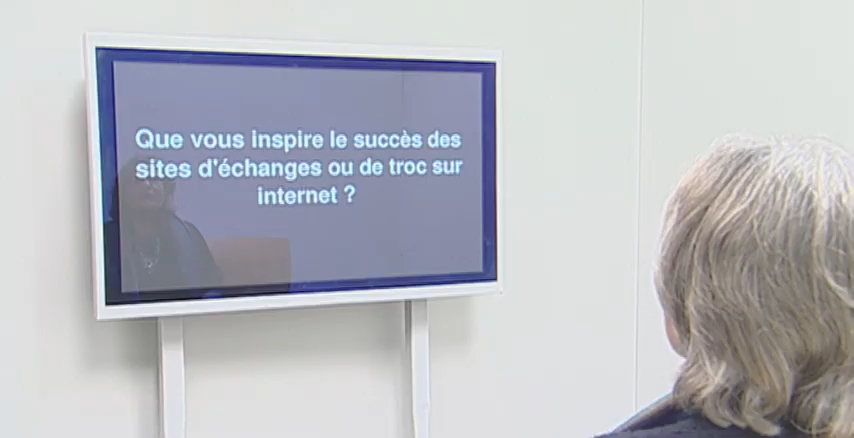 Que vous inspire le succès des
sites d'échanges ou de troc sur
internet ?